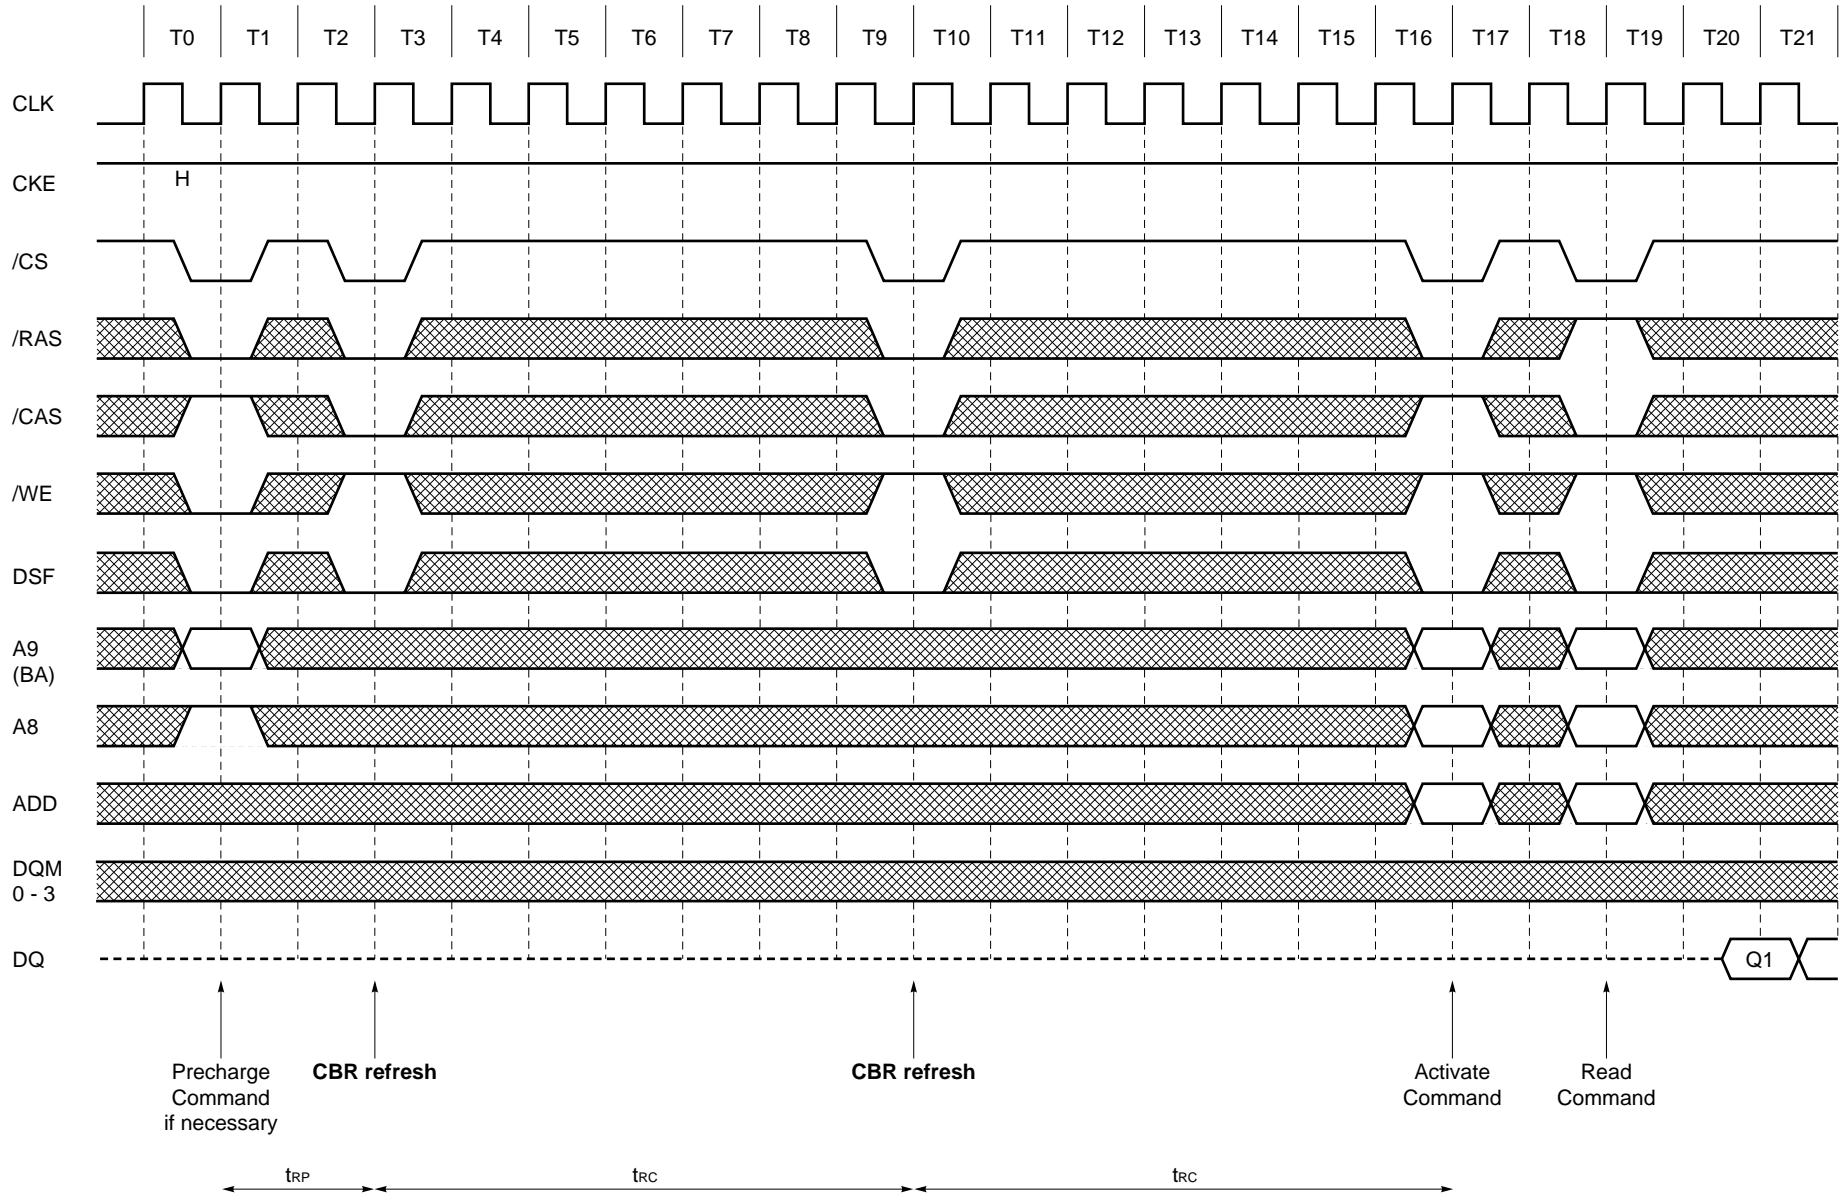 T0 T1 T2 T3 T4 T5 T6 T7 T8 T9 T10 T11 T12 T13 T14 T15 T16 T17 T18 T19 T20 T21
CLK
CKE
H
/CS
/RAS
/CAS
/WE
DSF
A9
(BA)
A8
ADD
DQM
0 - 3
DQ
Q1
Precharge
Command
if necessary
CBR refresh
CBR refresh
Activate
Command
Read
Command
tRP
tRC
tRC